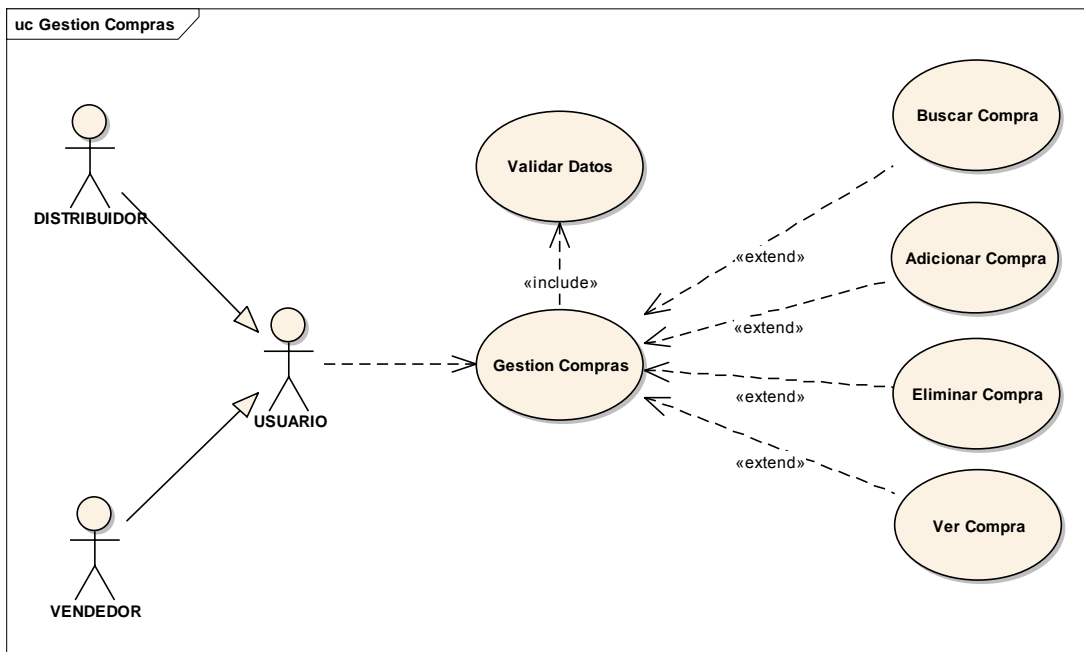 uc Gestion Compras
DISTRIBUIDOR
USUARIO
VENDEDOR
Validar Datos
«include»
Gestion Compras
«extend»
«extend»
«extend»
«extend»
Buscar Compra
Adicionar Compra
Eliminar Compra
Ver Compra